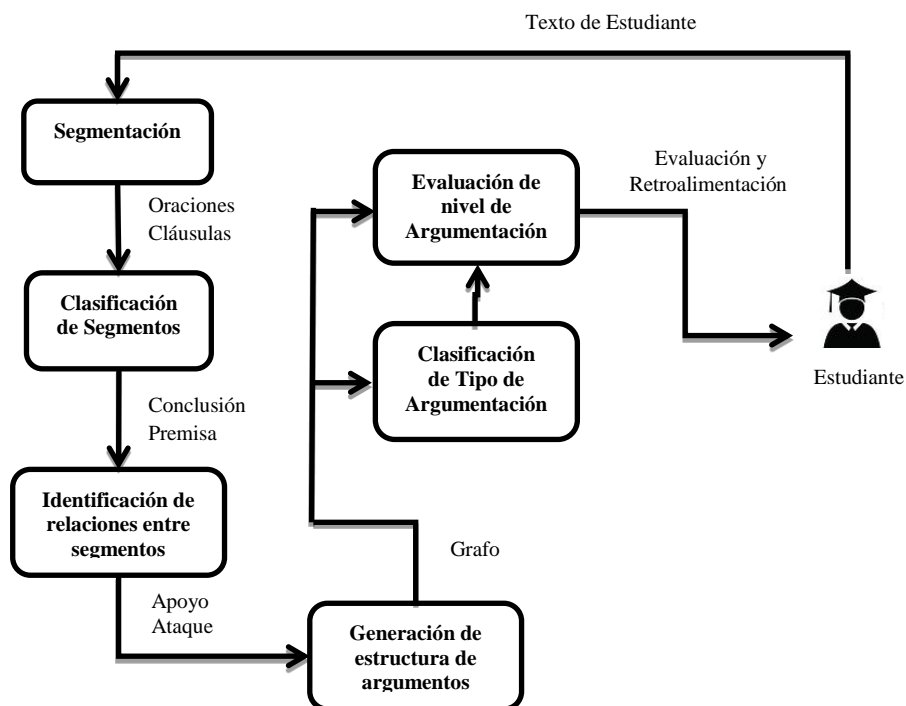 Texto de Estudiante
Segmentación
Oraciones
Cláusulas
Clasificación
de Segmentos
Conclusión
Premisa
Identificación de
relaciones entre
segmentos
Apoyo
Ataque
Generación de
estructura de
argumentos
Grafo
Clasificación
de Tipo de
Argumentación
Evaluación de
nivel de
Argumentación
Evaluación y
Retroalimentación
Estudiante